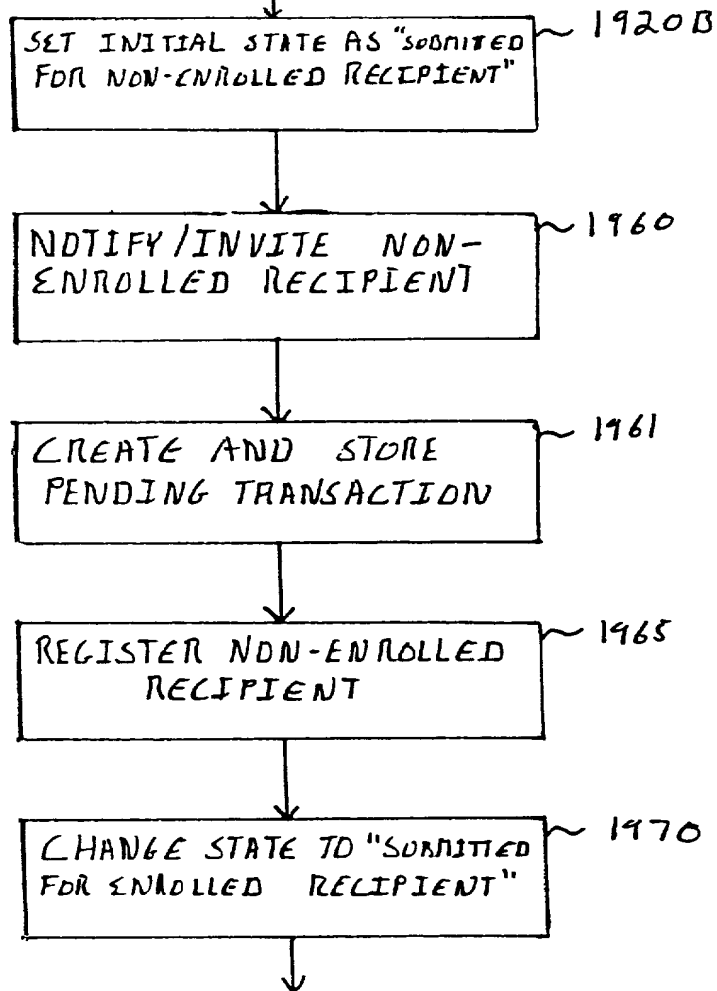 SET INITIAL STATE AS "SUBMITTED
FOR NON-ENROLLED RECIPIENT"
1920B
NOTIFY/INVITE NON-
ENROLLED RECIPIENT
1960
CREATE AND STORE
PENDING TRANSACTION
1961
REGISTER NON-ENROLLED
RECIPIENT
1965
CHANGE STATE TO "SUBMITTED
FOR ENROLLED RECIPIENT"
1970